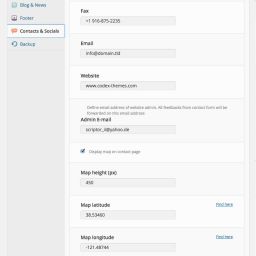 Blog & News
Footer
Contacts & Socials
Backup
Fax
+1 916-875-2235
Email
info@domain.tld
Website
www.codex-themes.com
Define email address of website admin. All feedbacks from contact form will be
forwarded on this email address
Admin E-mail
scriptor_it@yahoo.de
Display map on contact page
Map height (px)
450
Map latitude
find here
38.53460
Map longitude
find here
-121.48744